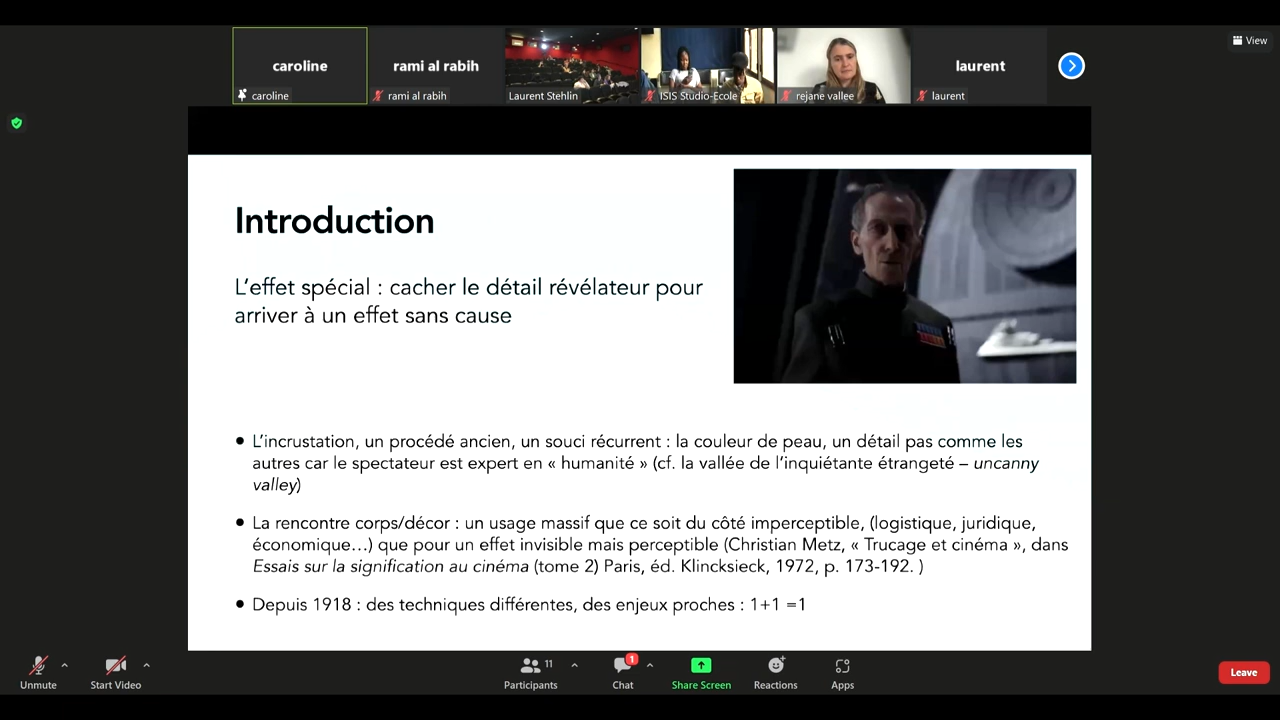 View
caroline
rami al rabih
laurent
caroline
rami al rabih
Laurent Stehlin
ISIS Studio-Ecole
rejane vallee
laurent
Introduction
L'effet spécial : cacher le détail révélateur pour
arriver à un effet sans cause
• L'incrustation, un procédé ancien, un souci récurrent : la couleur de peau, un détail pas comme les
autres car le spectateur est expert en « humanité » (cf. la vallée de l'inquiétante étrangeté – uncanny
valley)
• La rencontre corps/décor : un usage massif que ce soit du côté imperceptible, (logistique, juridique,
économique…) que pour un effet invisible mais perceptible (Christian Metz, « Trucage et cinéma », dans
Essais sur la signification au cinéma (tome 2) Paris, éd. Klincksieck, 1972, p. 173-192. )
• Depuis 1918 : des techniques différentes, des enjeux proches : 1+1 =1
11
1
Unmute
Start Video
Participants
Chat
Share Screen
Reactions
Apps
Leave